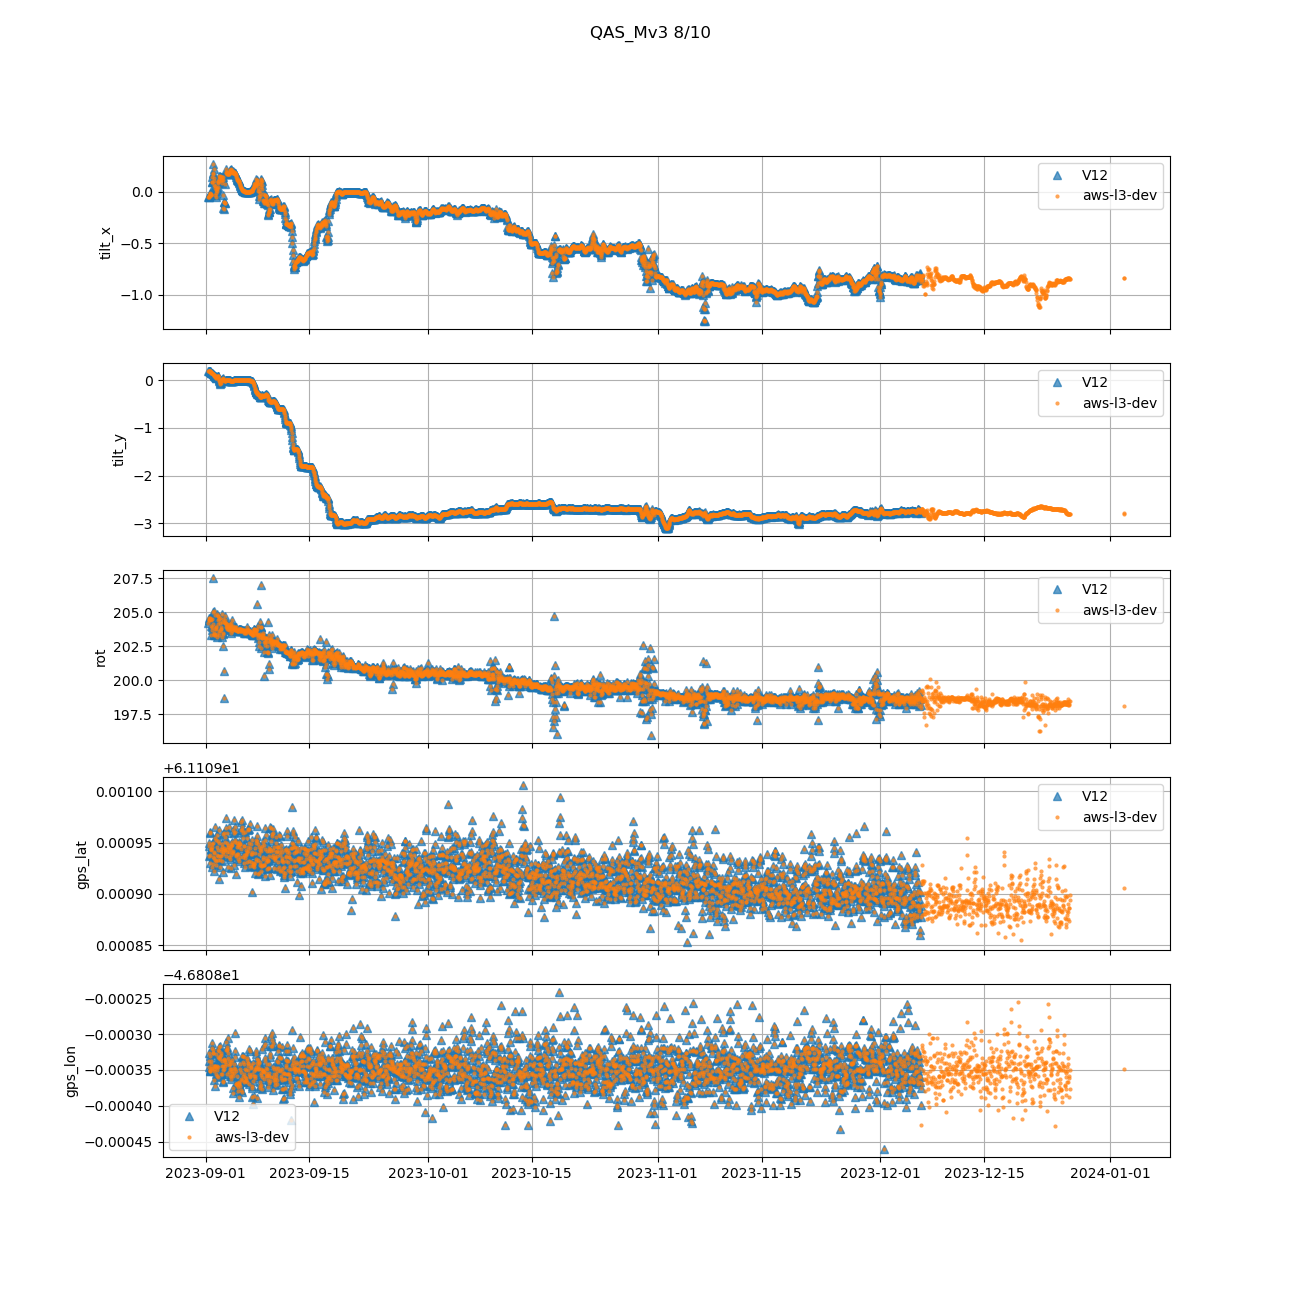 QAS_Mv3 8/10
0.0
−0.5
−1.0
tilt_x
V12
aws-l3-dev
0
−1
−2
−3
tilt_y
V12
aws-l3-dev
207.5
205.0
202.5
200.0
197.5
rot
V12
aws-l3-dev
+6.1109e1
0.00100
0.00095
0.00090
0.00085
gps_lat
V12
aws-l3-dev
−4.6808e1
−0.00025
−0.00030
−0.00035
−0.00040
−0.00045
gps_lon
V12
aws-l3-dev
2023-09-01 2023-09-15 2023-10-01 2023-10-15 2023-11-01 2023-11-15 2023-12-01 2023-12-15 2024-01-01